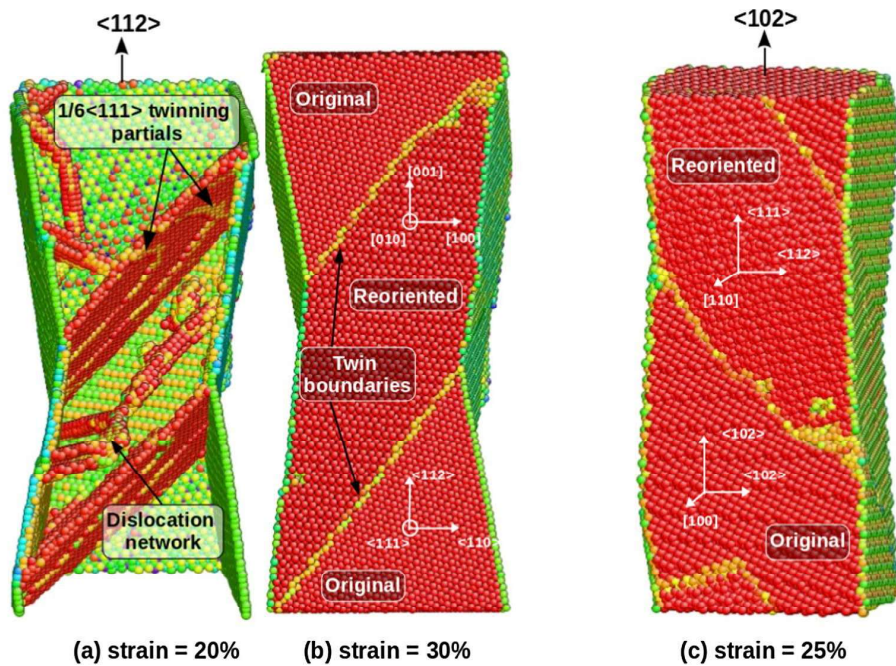 <112>
1/6<111> twinning
partials
Dislocation
network
(a) strain = 20%
Original
[001]
[010]
[100]
Reoriented
Twin
boundaries
<112>
<111>
<110>
Original
(b) strain = 30%
<102>
Reoriented
<111>
<112>
[110]
<102>
<102>
[100]
Original
(c) strain = 25%